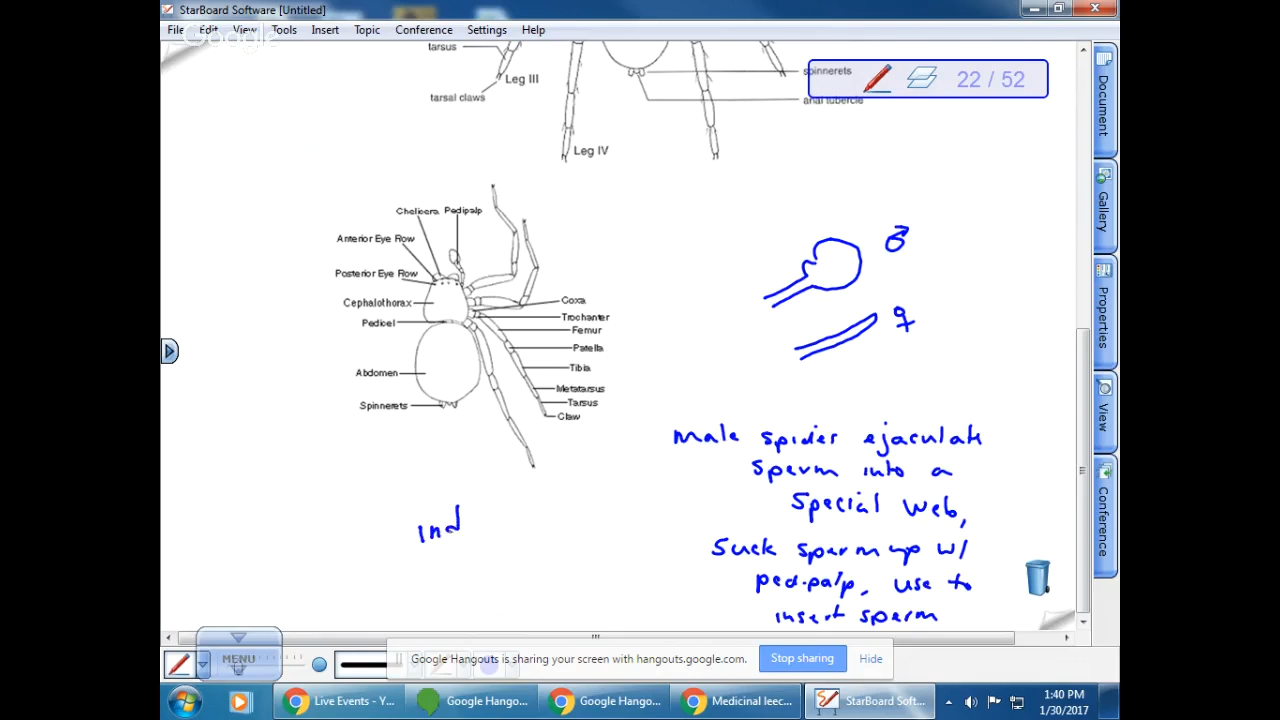 StarBoard Software [Untitled]
File Edit View Tools Insert Topic Conference Settings Help
Google
tarsus
Leg III
tarsal claws
Leg IV
spinnerets
anal tubercle
22 / 52
Chelicera Pedipalp
Anterior Eye Row
Posterior Eye Row
Cephalothorax
Pedicel
Abdomen
Spinnerets
Coxa
Trochanter
Femur
Patella
Tibia
Metatarsus
Tarsus
Claw
♂
♀
male spider ejaculate
sperm into a
special web,
suck sperm up w/
pedipalp, use to
insert sperm
ind
Document
Gallery
Properties
View
Conference
MENU
Google Hangouts is sharing your screen with hangouts.google.com.
Stop sharing
Hide
Live Events - Y...
Google Hango...
Google Hango...
Medicinal leec...
StarBoard Soft...
1:40 PM
1/30/2017